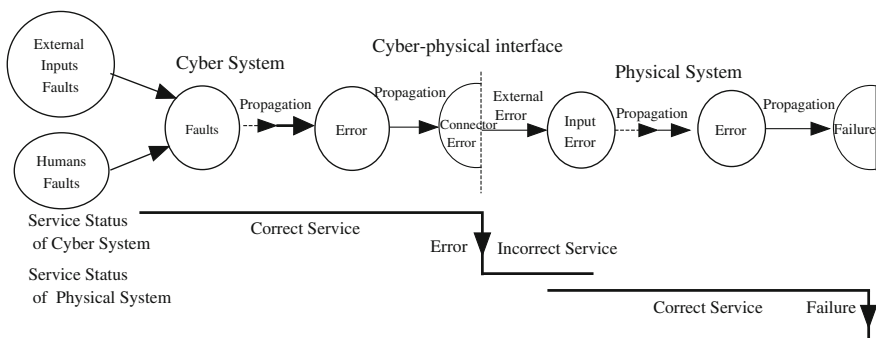 External
Inputs
Faults
Cyber System
Cyber-physical interface
Physical System
Propagation
Propagation
External
Error
Propagation
Propagation
Faults
Error
Connector
Error
Input
Error
Error
Failure
Humans
Faults
Service Status
of Cyber System
Correct Service
Error
Incorrect Service
Service Status
of Physical System
Correct Service
Failure